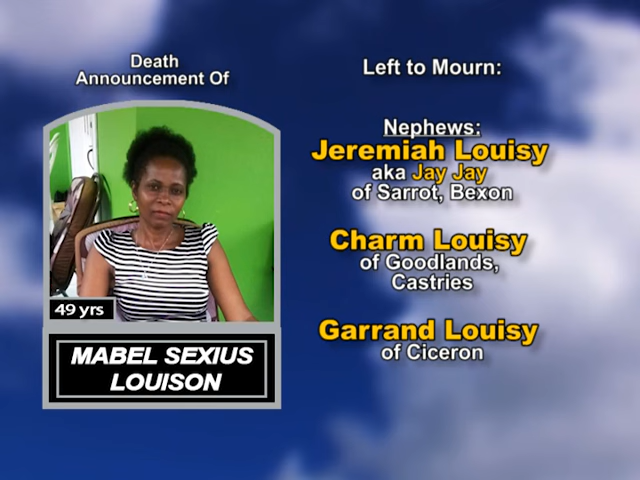 Death
Announcement Of
49 yrs
MABEL SEXIUS
LOUISON
Left to Mourn:
Nephews:
Jeremiah Louisy
aka Jay Jay
of Sarrot, Bexon
Charm Louisy
of Goodlands,
Castries
Garrand Louisy
of Ciceron